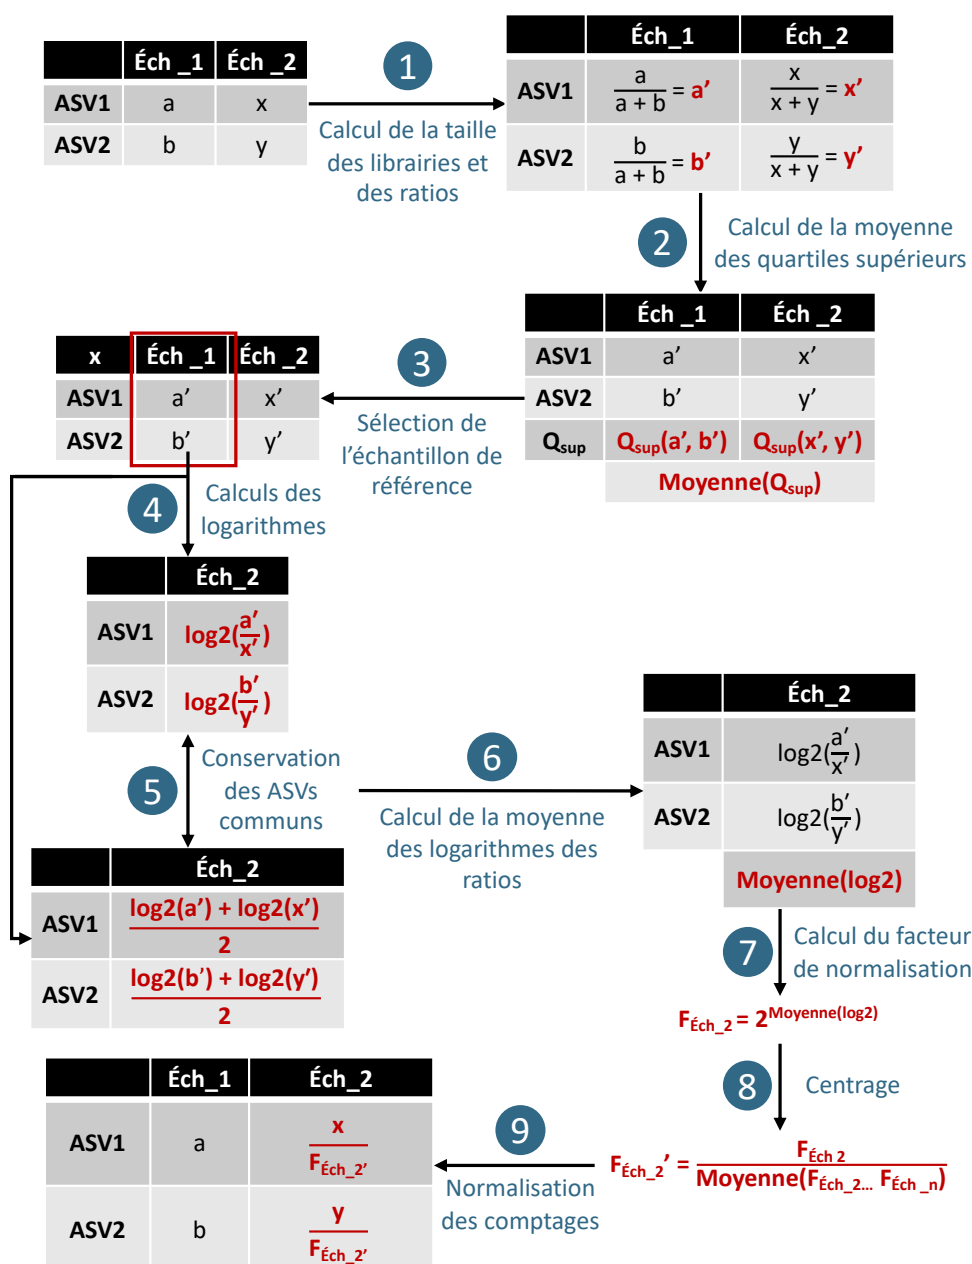 Éch _1 Éch _2
ASV1 a x
ASV2 b y
1
Calcul de la taille
des librairies et
des ratios
Éch_1 Éch_2
ASV1 a / a + b = a’ x / x + y = x’
ASV2 b / a + b = b’ y / x + y = y’
2
Calcul de la moyenne
des quartiles supérieurs
Éch _1 Éch _2
ASV1 a’ x’
ASV2 b’ y’
Qsup Qsup(a’, b’) Qsup(x’, y’)
Moyenne(Qsup)
3
Sélection de
l’échantillon de
référence
x Éch _1 Éch _2
ASV1 a’ x’
ASV2 b’ y’
4
Calculs des
logarithmes
Éch_2
ASV1 log2(a’/x’)
ASV2 log2(b’/y’)
5
Conservation
des ASVs
communs
Éch_2
ASV1 log2(a’) + log2(x’) / 2
ASV2 log2(b’) + log2(y’) / 2
6
Calcul de la moyenne
des logarithmes des
ratios
Éch_2
ASV1 log2(a’/x’)
ASV2 log2(b’/y’)
Moyenne(log2)
7
Calcul du facteur
de normalisation
FÉch_2 = 2^Moyenne(log2)
8
Centrage
FÉch_2’ = FÉch 2 / Moyenne(FÉch_2... FÉch _n)
9
Normalisation
des comptages
Éch_1 Éch_2
ASV1 a x / FÉch_2’
ASV2 b y / FÉch_2’